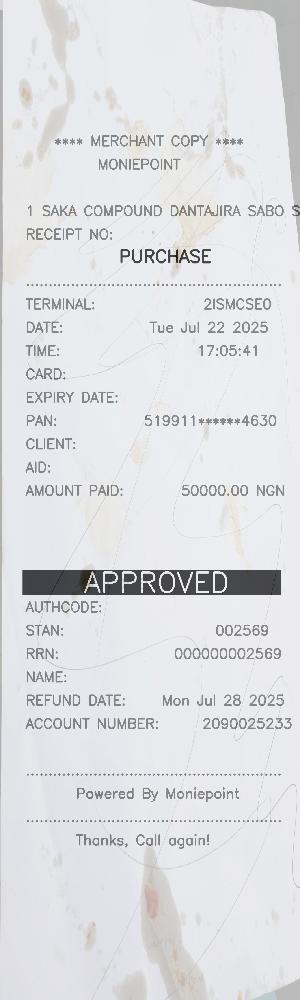 **** MERCHANT COPY ****
MONIEPOINT
1 SAKA COMPOUND DANTAJIRA SABO S
RECEIPT NO:
PURCHASE
TERMINAL: 2ISMCSE0
DATE: Tue Jul 22 2025
TIME: 17:05:41
CARD:
EXPIRY DATE:
PAN: 519911******4630
CLIENT:
AID:
AMOUNT PAID: 50000.00 NGN
APPROVED
AUTHCODE:
STAN: 002569
RRN: 000000002569
NAME:
REFUND DATE: Mon Jul 28 2025
ACCOUNT NUMBER: 2090025233
Powered By Moniepoint
Thanks, Call again!